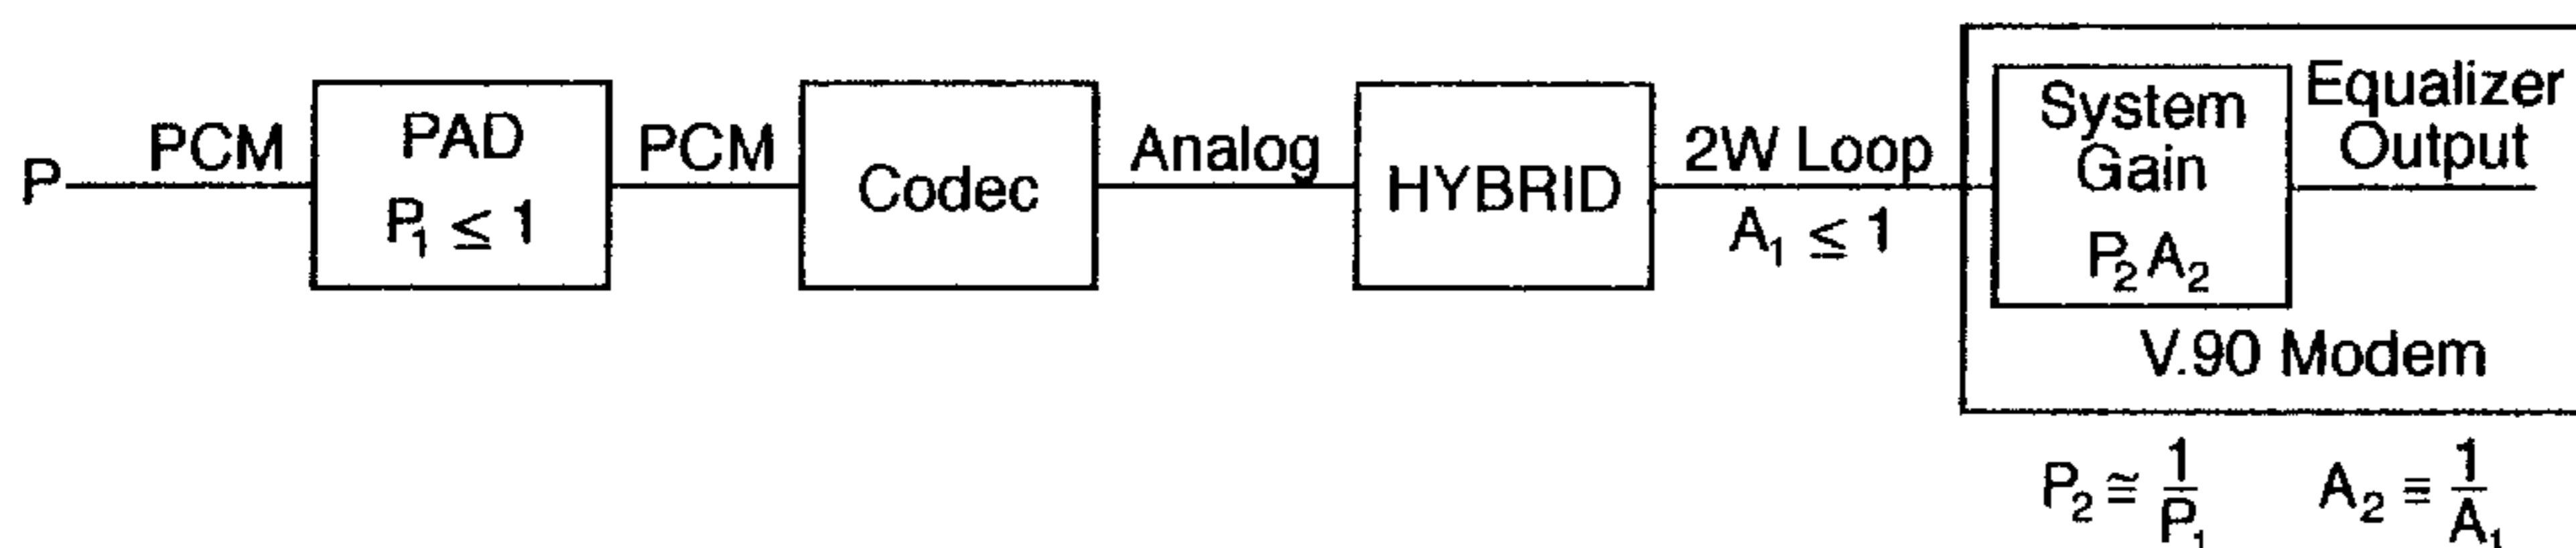 P
PCM
PAD
P₁ ≤ 1
PCM
Codec
Analog
HYBRID
2W Loop
A₁ ≤ 1
System
Gain
P₂A₂
Equalizer
Output
V.90 Modem
P₂ ≅ 1/P₁
A₂ ≡ 1/A₁